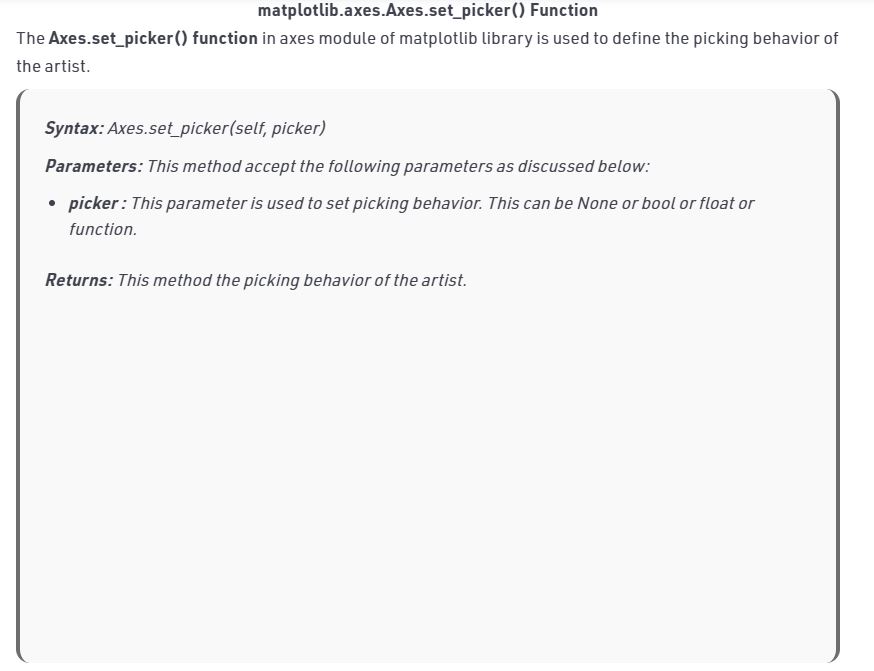 matplotlib.axes.Axes.set_picker() Function
The Axes.set_picker() function in axes module of matplotlib library is used to define the picking behavior of
the artist.
Syntax: Axes.set_picker(self, picker)
Parameters: This method accept the following parameters as discussed below:
• picker : This parameter is used to set picking behavior. This can be None or bool or float or
function.
Returns: This method the picking behavior of the artist.